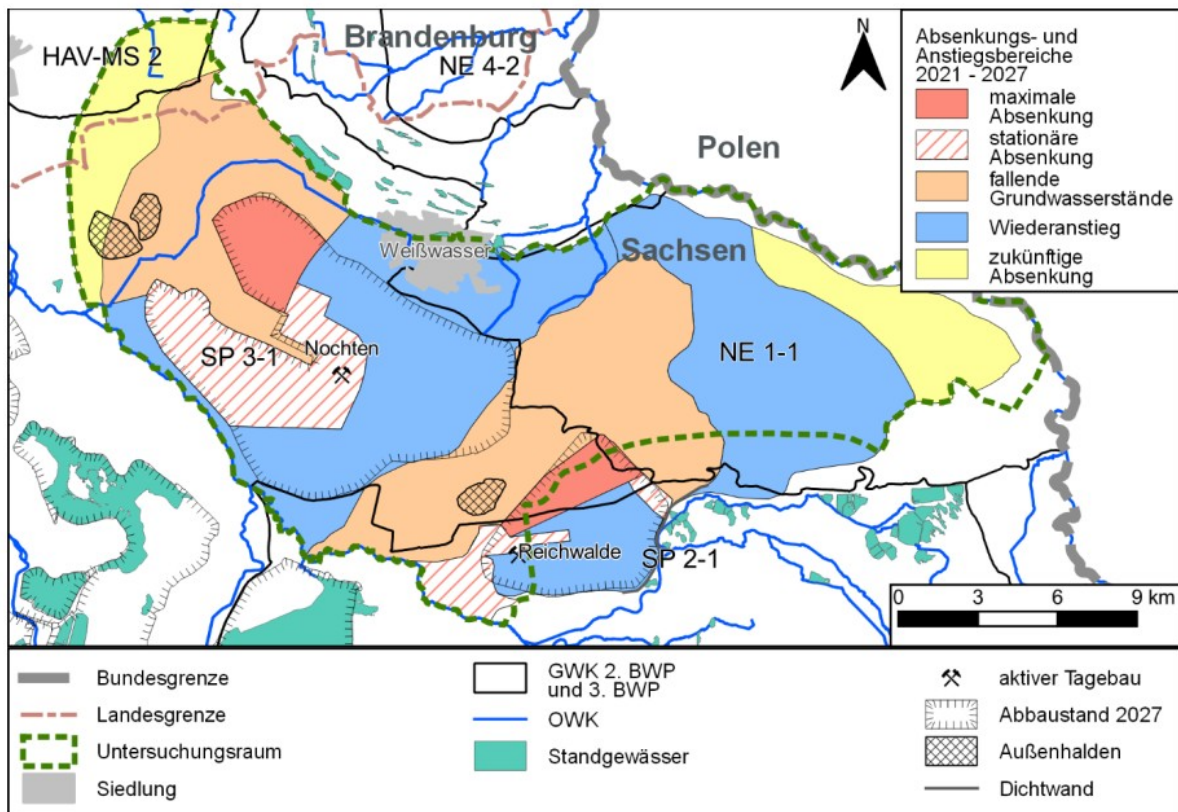 HAV-MS 2
Brandenburg
NE 4-2
N
Polen
Sachsen
Weißwasser
SP 3-1
Nochten
NE 1-1
Reichwalde
SP 2-1
Absenkungs- und
Anstiegsbereiche
2021 - 2027
maximale
Absenkung
stationäre
Absenkung
fallende
Grundwasserstände
Wiederanstieg
zukünftige
Absenkung
0 3 6 9 km
Bundesgrenze
Landesgrenze
Untersuchungsraum
Siedlung
GWK 2. BWP
und 3. BWP
OWK
Standgewässer
aktiver Tagebau
Abbaustand 2027
Außenhalden
Dichtwand